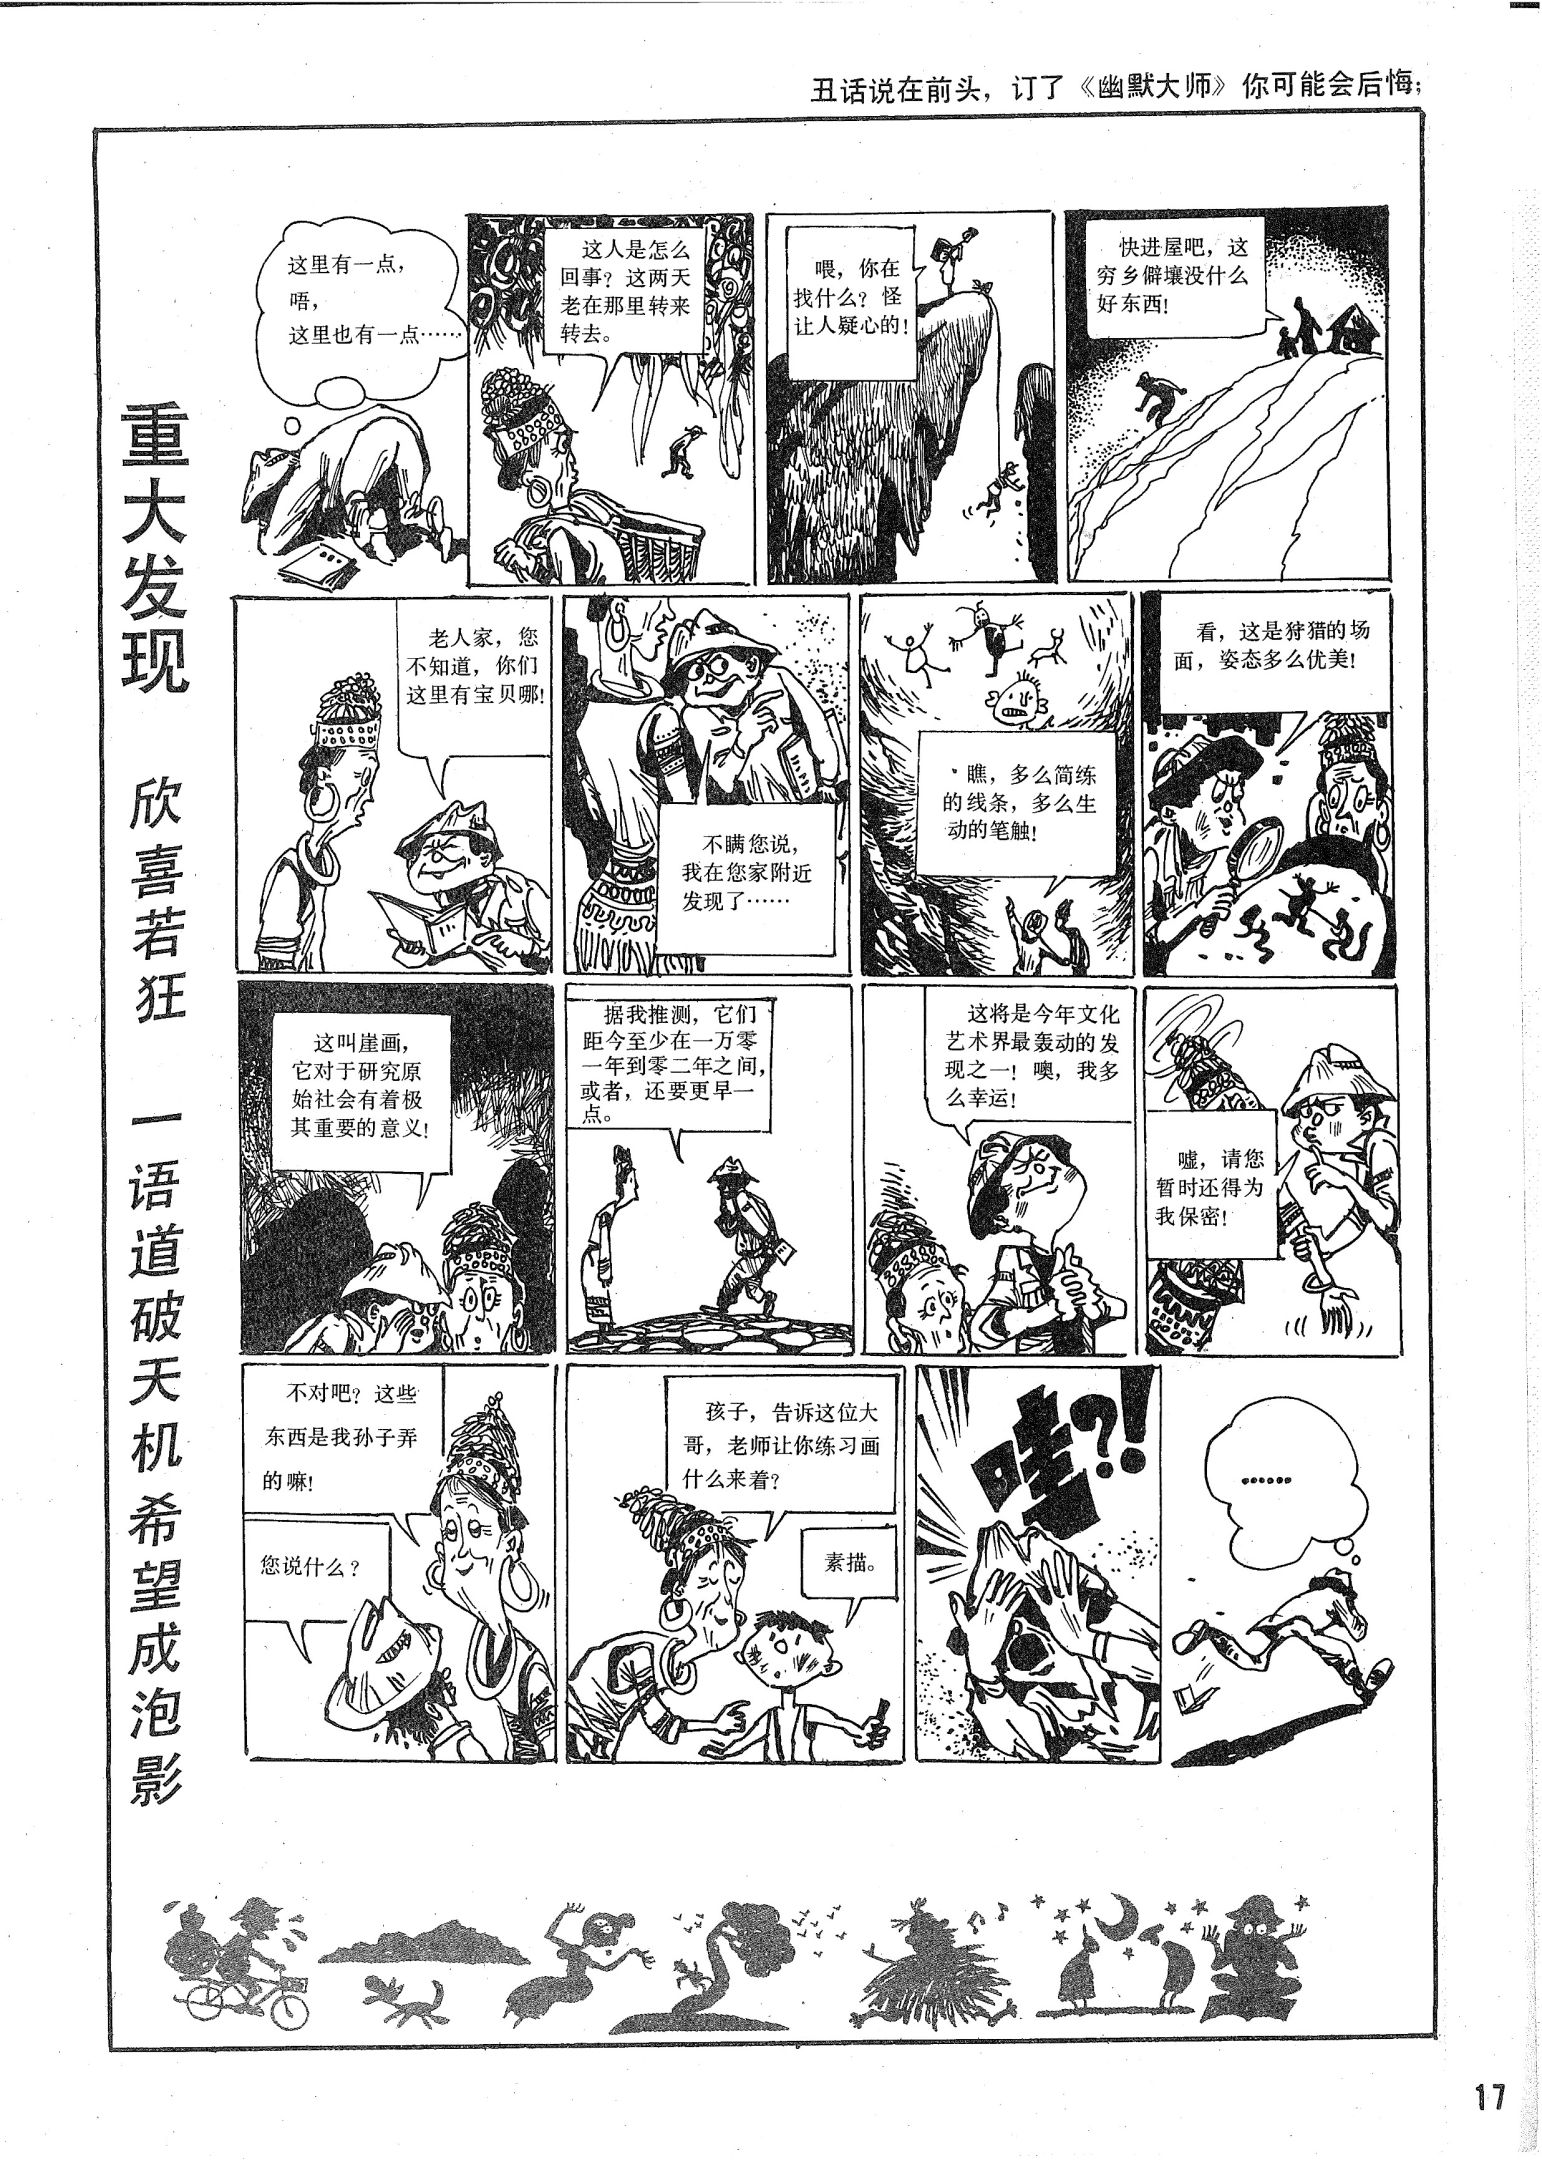 丑话说在前头，订了《幽默大师》你可能会后悔；
重大发现 欣喜若狂 一语道破天机希望成泡影
这里有一点，
唔，
这里也有一点……
这人是怎么
回事？这两天
老在那里转来
转去。
喂，你在
找什么？怪
让人疑心的！
快进屋吧，这
穷乡僻壤没什么
好东西！
老人家，您
不知道，你们
这里有宝贝哪！
不瞒您说，
我在您家附近
发现了……
瞧，多么简练
的线条，多么生
动的笔触！
看，这是狩猎的场
面，姿态多么优美！
这叫崖画，
它对于研究原
始社会有着极
其重要的意义！
据我推测，它们
距今至少在一万零
一年到零二年之间，
或者，还要更早一
点。
这将是今年文化
艺术界最轰动的发
现之一！噢，我多
么幸运！
嘘，请您
暂时还得为
我保密！
不对吧？这些
东西是我孙子弄
的嘛！
您说什么？
孩子，告诉这位大
哥，老师让你练习画
什么来着？
素描。
哇？！
……
17